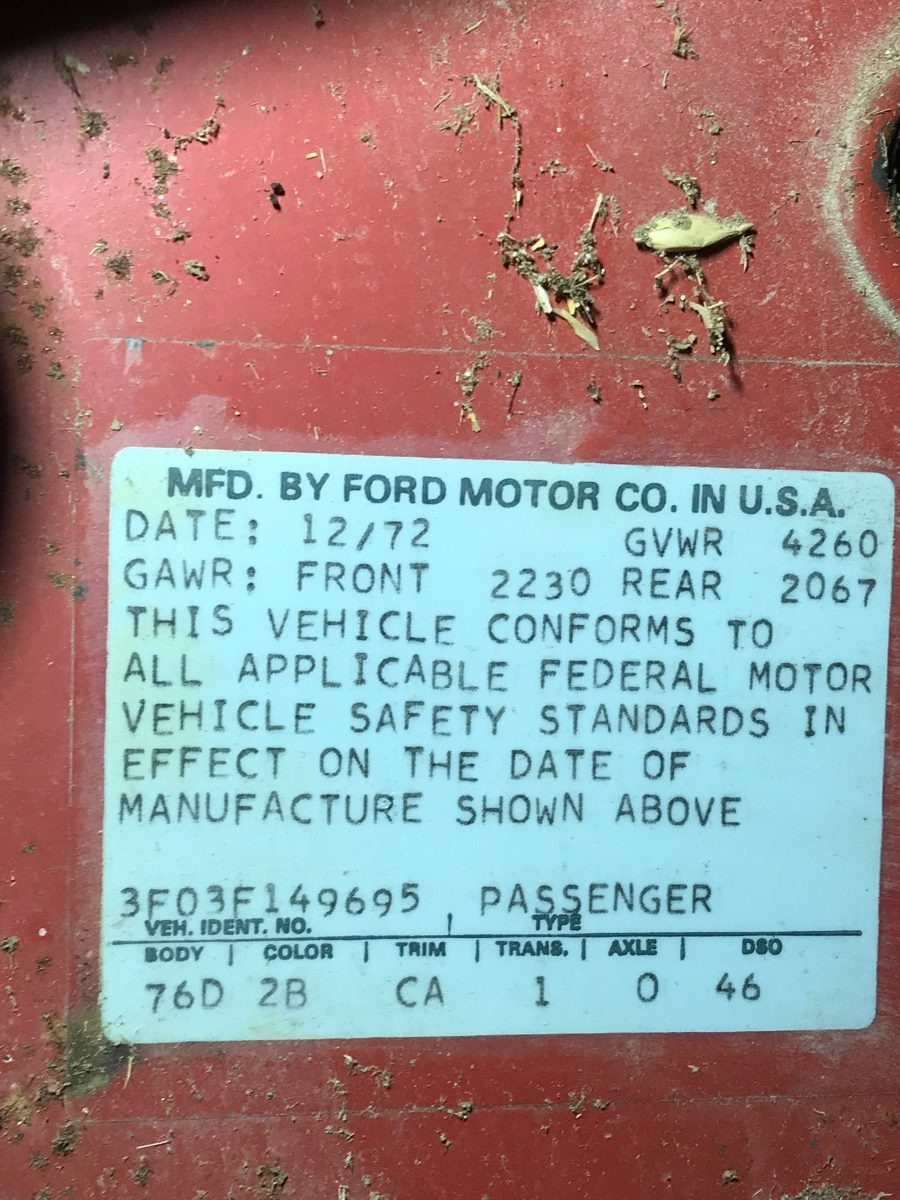 MFD. BY FORD MOTOR CO. IN U.S.A.
DATE: 12/72 GVWR 4260
GAWR: FRONT 2230 REAR 2067
THIS VEHICLE CONFORMS TO
ALL APPLICABLE FEDERAL MOTOR
VEHICLE SAFETY STANDARDS IN
EFFECT ON THE DATE OF
MANUFACTURE SHOWN ABOVE
3F03F149695 PASSENGER
VEH. IDENT. NO. | TYPE
BODY | COLOR | TRIM | TRANS. | AXLE | DSO
76D 2B CA 1 O 46